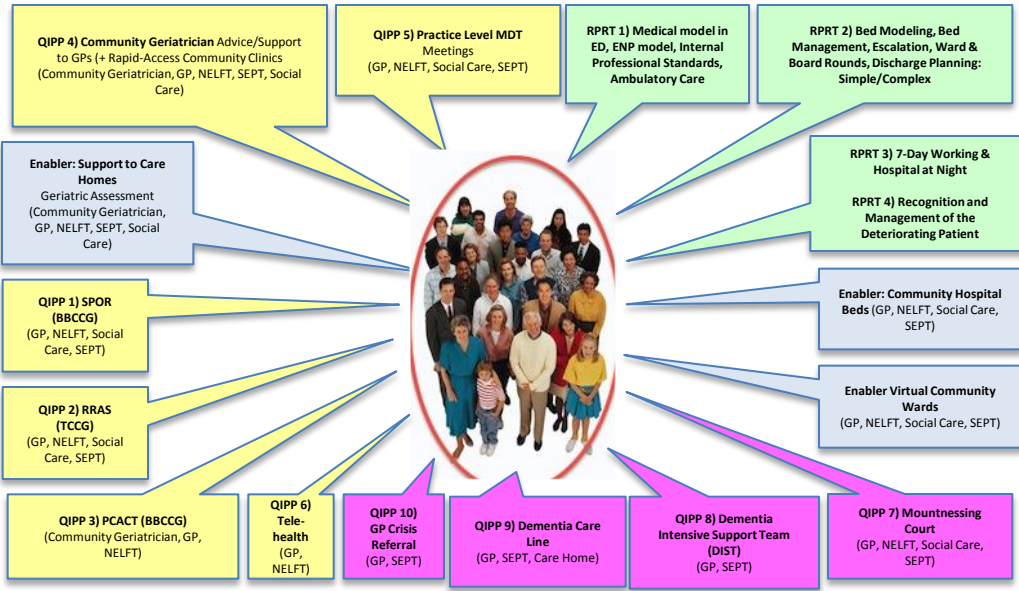 QIPP 4) Community Geriatrician Advice/Support
to GPs (+ Rapid-Access Community Clinics
(Community Geriatrician, GP, NELFT, SEPT, Social
Care)
QIPP 5) Practice Level MDT
Meetings
(GP, NELFT, Social Care, SEPT)
RPRT 1) Medical model in
ED, ENP model, Internal
Professional Standards,
Ambulatory Care
RPRT 2) Bed Modeling, Bed
Management, Escalation, Ward &
Board Rounds, Discharge Planning:
Simple/Complex
Enabler: Support to Care
Homes
Geriatric Assessment
(Community Geriatrician,
GP, NELFT, SEPT, Social
Care)
RPRT 3) 7-Day Working &
Hospital at Night
RPRT 4) Recognition and
Management of the
Deteriorating Patient
QIPP 1) SPOR
(BBCCG)
(GP, NELFT, Social
Care, SEPT)
Enabler: Community Hospital
Beds (GP, NELFT, Social Care,
SEPT)
QIPP 2) RRAS
(TCCG)
(GP, NELFT, Social
Care, SEPT)
Enabler Virtual Community
Wards
(GP, NELFT, Social Care, SEPT)
QIPP 3) PCACT (BBCCG)
(Community Geriatrician, GP,
NELFT)
QIPP 6)
Tele-
health
(GP,
NELFT)
QIPP 10)
GP Crisis
Referral
(GP, SEPT)
QIPP 9) Dementia Care
Line
(GP, SEPT, Care Home)
QIPP 8) Dementia
Intensive Support Team
(DIST)
(GP, SEPT)
QIPP 7) Mountnessing
Court
(GP, NELFT, Social Care,
SEPT)